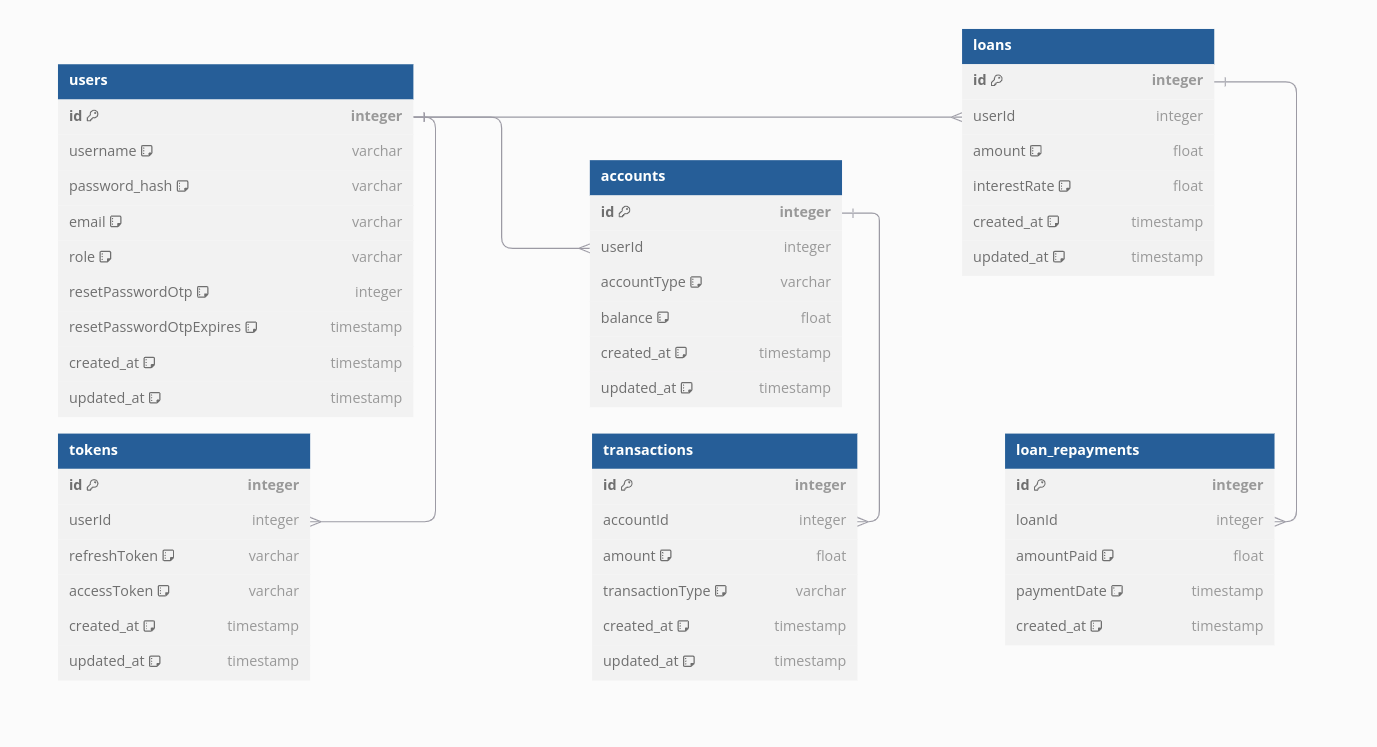 users
id integer
username varchar
password_hash varchar
email varchar
role varchar
resetPasswordOtp integer
resetPasswordOtpExpires timestamp
created_at timestamp
updated_at timestamp
tokens
id integer
userId integer
refreshToken varchar
accessToken varchar
created_at timestamp
updated_at timestamp
accounts
id integer
userId integer
accountType varchar
balance float
created_at timestamp
updated_at timestamp
transactions
id integer
accountId integer
amount float
transactionType varchar
created_at timestamp
updated_at timestamp
loans
id integer
userId integer
amount float
interestRate float
created_at timestamp
updated_at timestamp
loan_repayments
id integer
loanId integer
amountPaid float
paymentDate timestamp
created_at timestamp